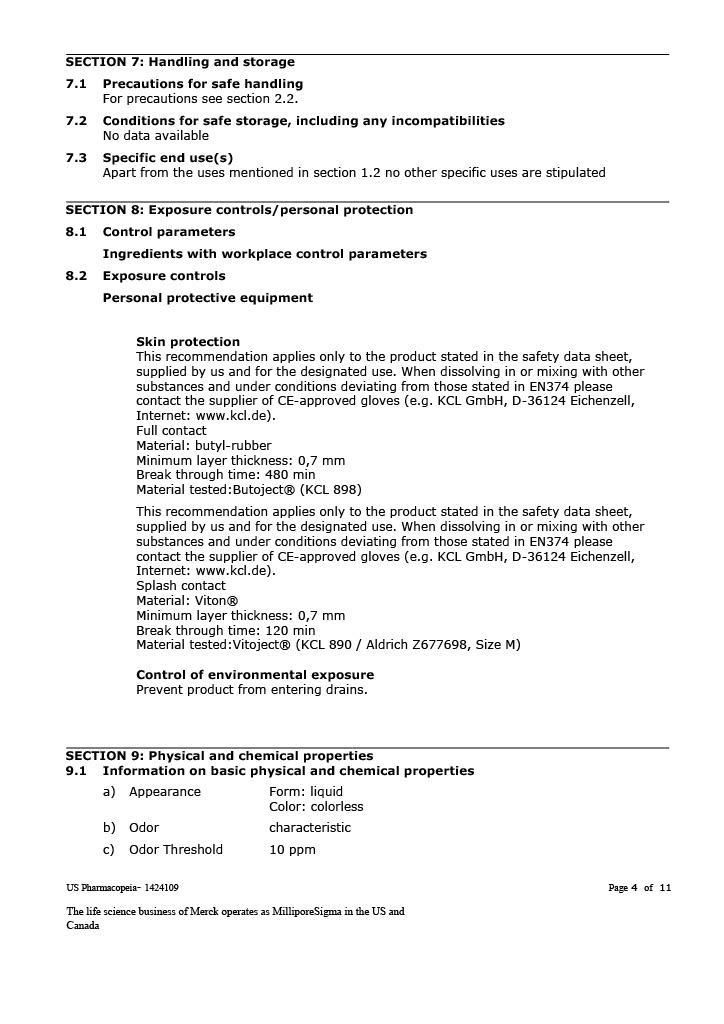 SECTION 7: Handling and storage
7.1 Precautions for safe handling
For precautions see section 2.2.
7.2 Conditions for safe storage, including any incompatibilities
No data available
7.3 Specific end use(s)
Apart from the uses mentioned in section 1.2 no other specific uses are stipulated
SECTION 8: Exposure controls/personal protection
8.1 Control parameters
Ingredients with workplace control parameters
8.2 Exposure controls
Personal protective equipment
Skin protection
This recommendation applies only to the product stated in the safety data sheet,
supplied by us and for the designated use. When dissolving in or mixing with other
substances and under conditions deviating from those stated in EN374 please
contact the supplier of CE-approved gloves (e.g. KCL GmbH, D-36124 Eichenzell,
Internet: www.kcl.de).
Full contact
Material: butyl-rubber
Minimum layer thickness: 0,7 mm
Break through time: 480 min
Material tested:Butoject® (KCL 898)
This recommendation applies only to the product stated in the safety data sheet,
supplied by us and for the designated use. When dissolving in or mixing with other
substances and under conditions deviating from those stated in EN374 please
contact the supplier of CE-approved gloves (e.g. KCL GmbH, D-36124 Eichenzell,
Internet: www.kcl.de).
Splash contact
Material: Viton®
Minimum layer thickness: 0,7 mm
Break through time: 120 min
Material tested:Vitoject® (KCL 890 / Aldrich Z677698, Size M)
Control of environmental exposure
Prevent product from entering drains.
SECTION 9: Physical and chemical properties
9.1 Information on basic physical and chemical properties
a) Appearance Form: liquid
Color: colorless
b) Odor characteristic
c) Odor Threshold 10 ppm
US Pharmacopeia- 1424109 Page 4 of 11
The life science business of Merck operates as MilliporeSigma in the US and
Canada